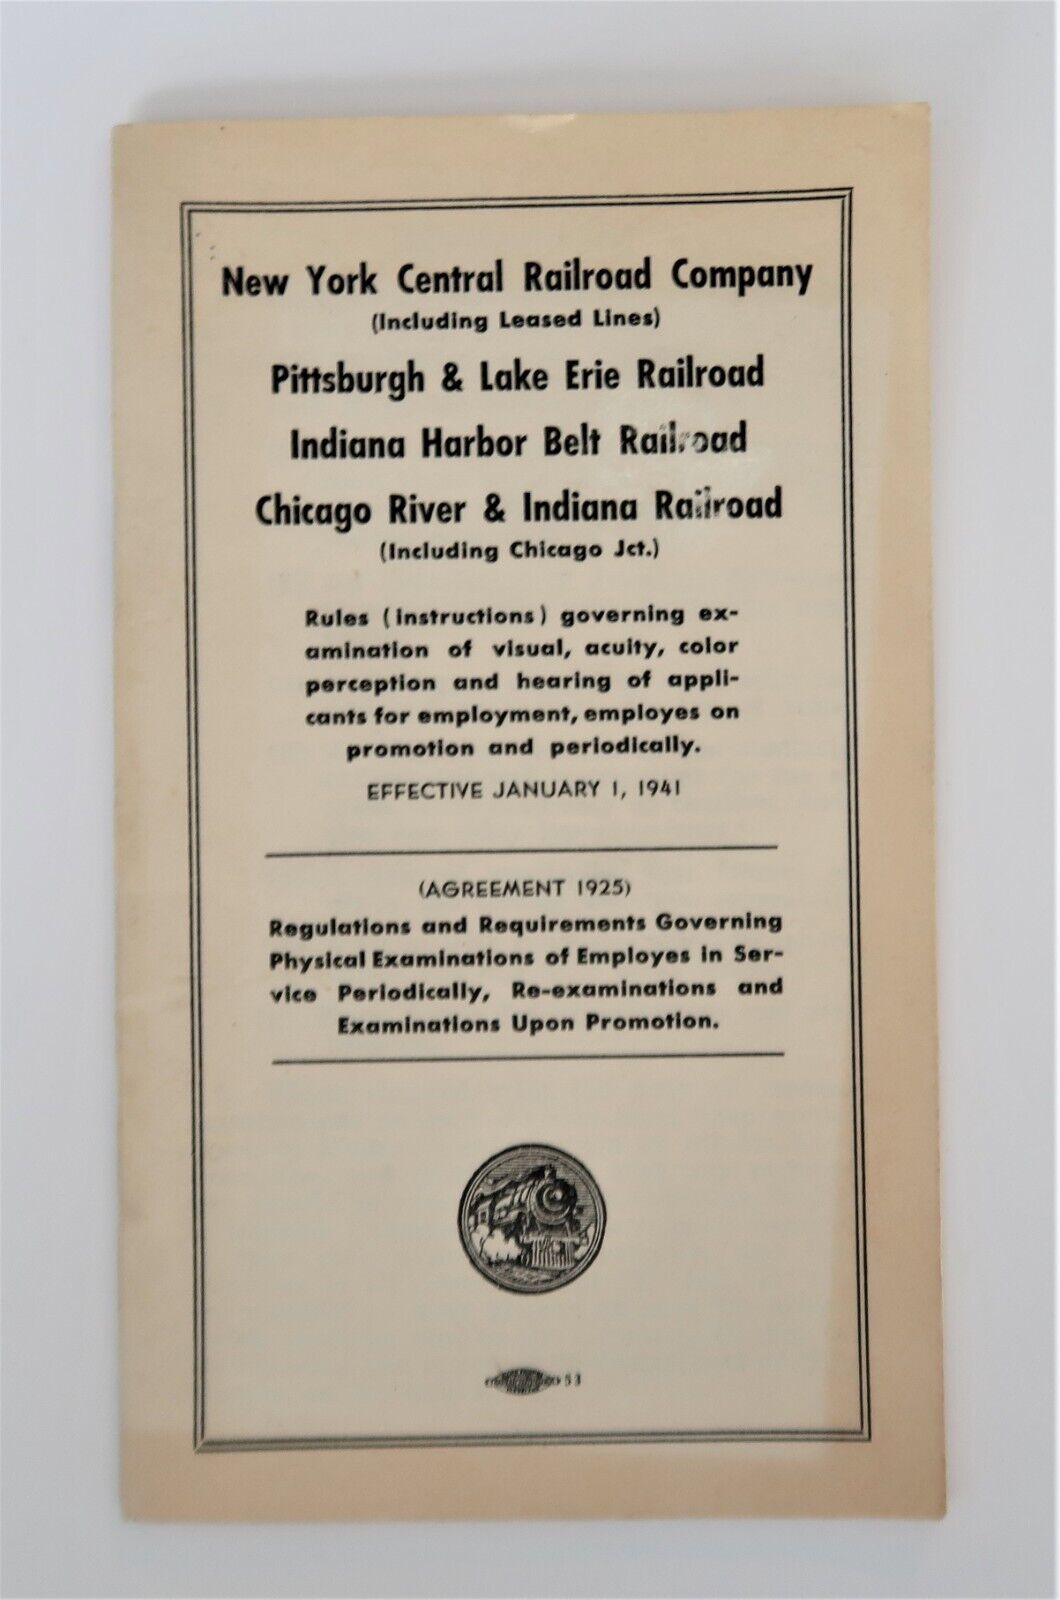 New York Central Railroad Company
(Including Leased Lines)
Pittsburgh & Lake Erie Railroad
Indiana Harbor Belt Railroad
Chicago River & Indiana Railroad
(Including Chicago Jct.)
Rules (instructions) governing ex-
amination of visual, acuity, color
perception and hearing of appli-
cants for employment, employes on
promotion and periodically.
EFFECTIVE JANUARY 1, 1941
(AGREEMENT 1925)
Regulations and Requirements Governing
Physical Examinations of Employes in Ser-
vice Periodically, Re-examinations and
Examinations Upon Promotion.
53